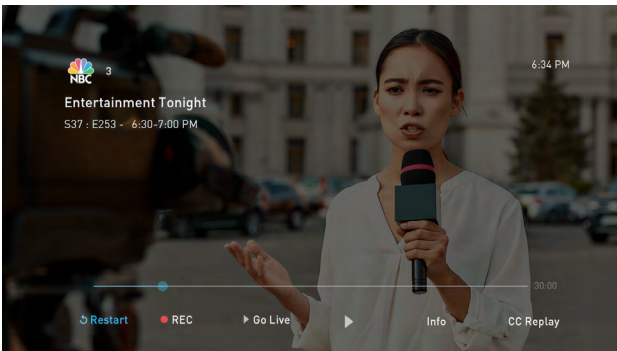 NBC 3
6:34 PM
Entertainment Tonight
S37 : E253 - 6:30-7:00 PM
30:00
Restart REC Go Live Info CC Replay